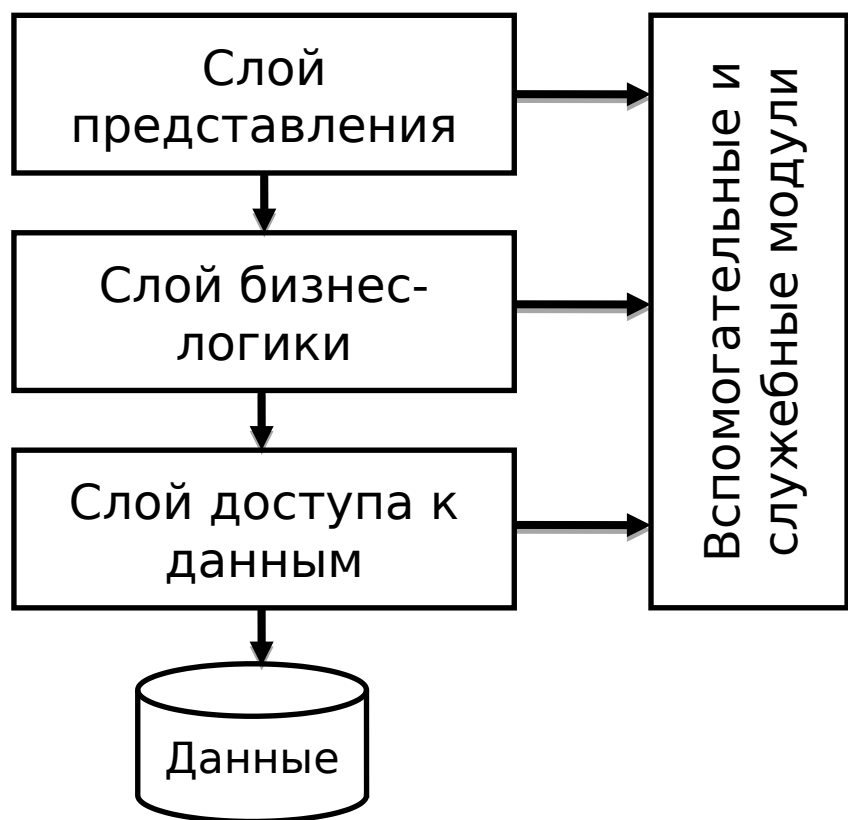 Слой
представления
Слой бизнес-
логики
Слой доступа к
данным
Данные
Вспомогательные и
служебные модули